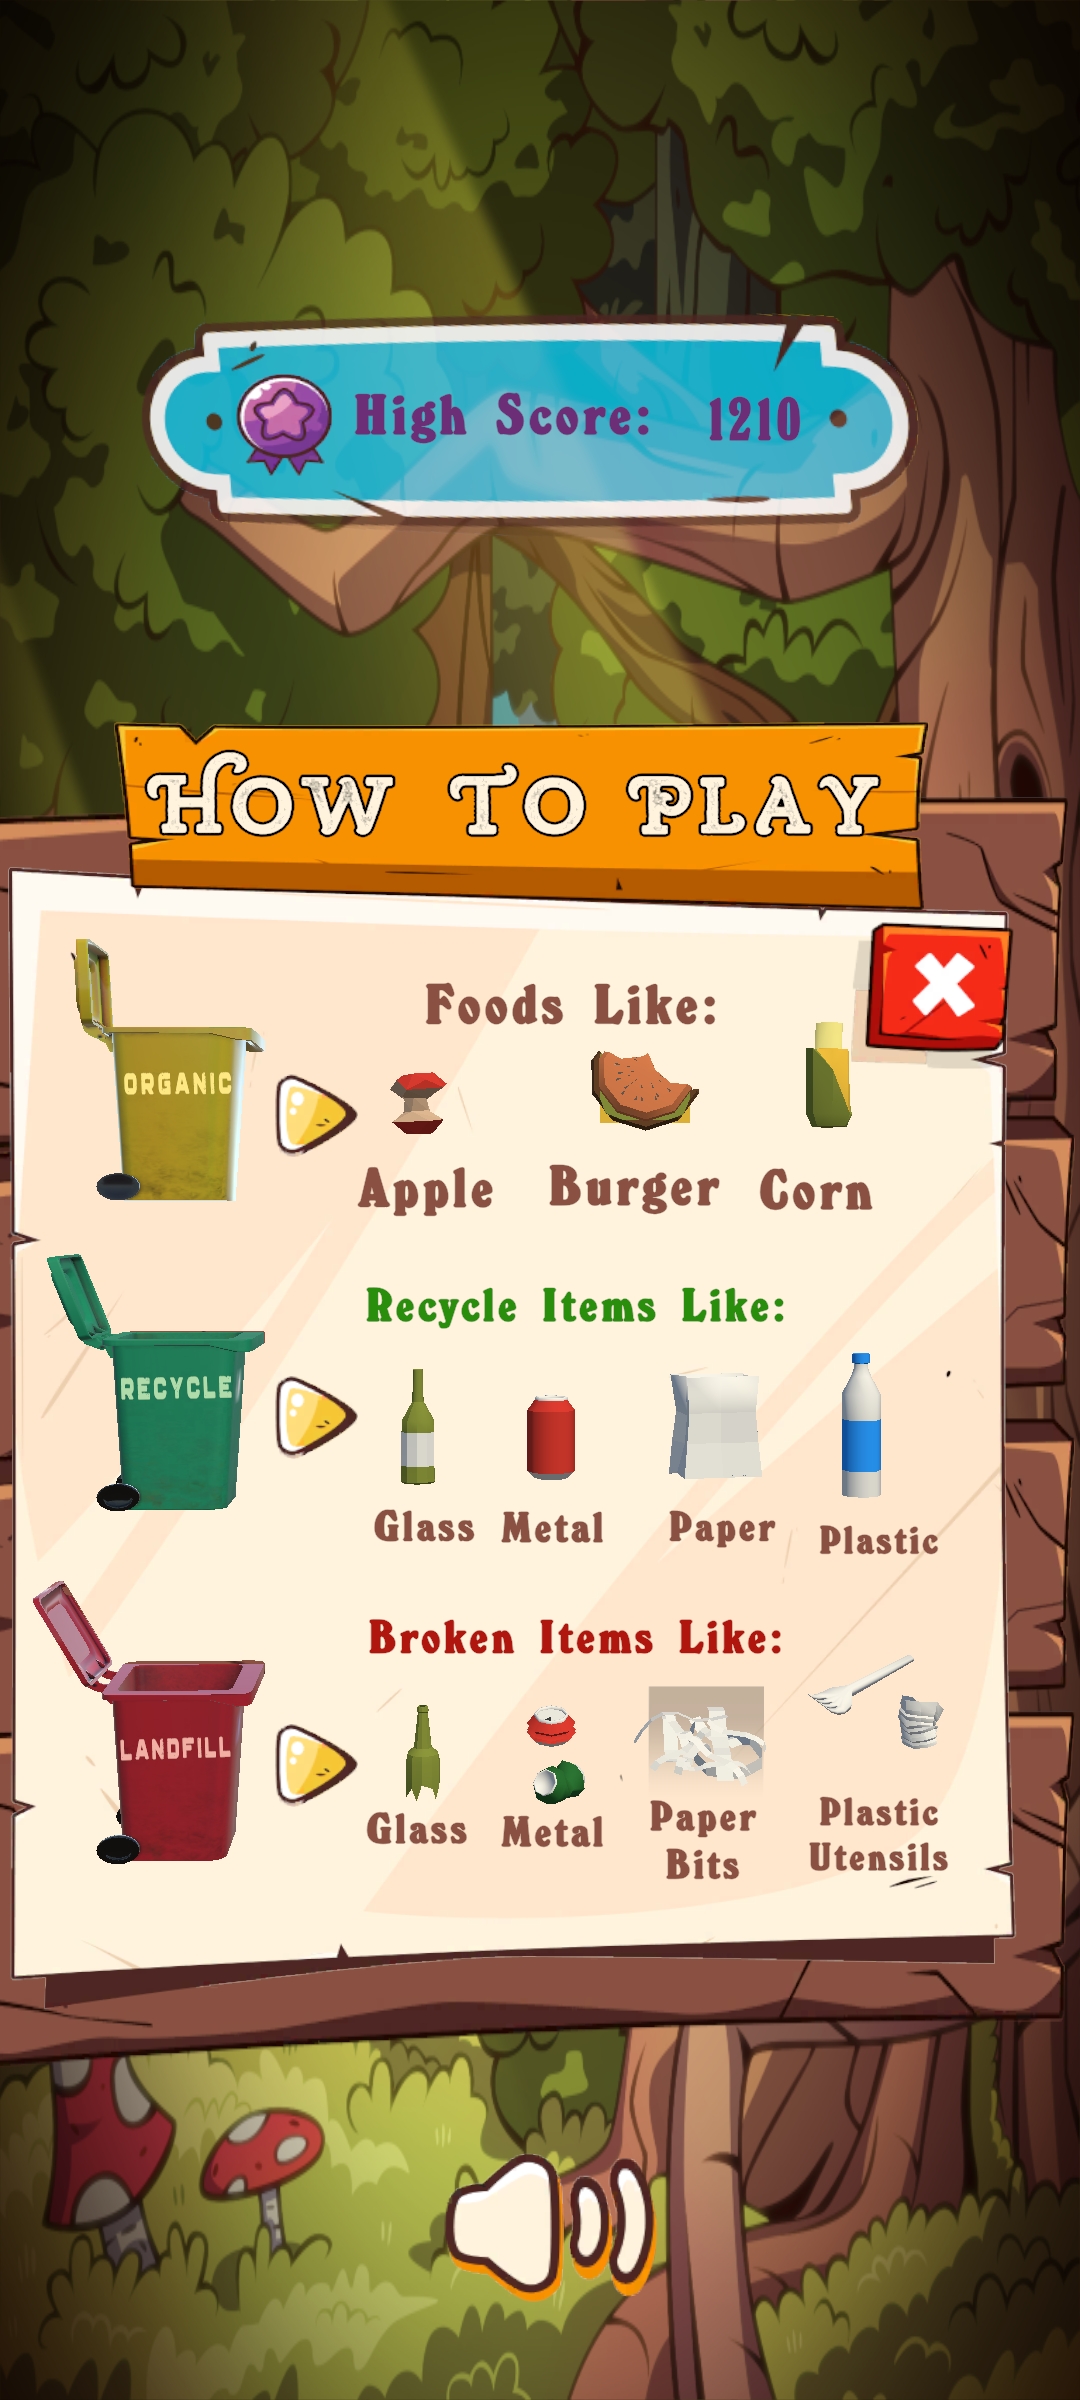 High Score: 1210
How To Play
Foods Like:
ORGANIC
Apple Burger Corn
Recycle Items Like:
RECYCLE
Glass Metal Paper Plastic
Broken Items Like:
LANDFILL
Glass Metal Paper Bits Plastic Utensils